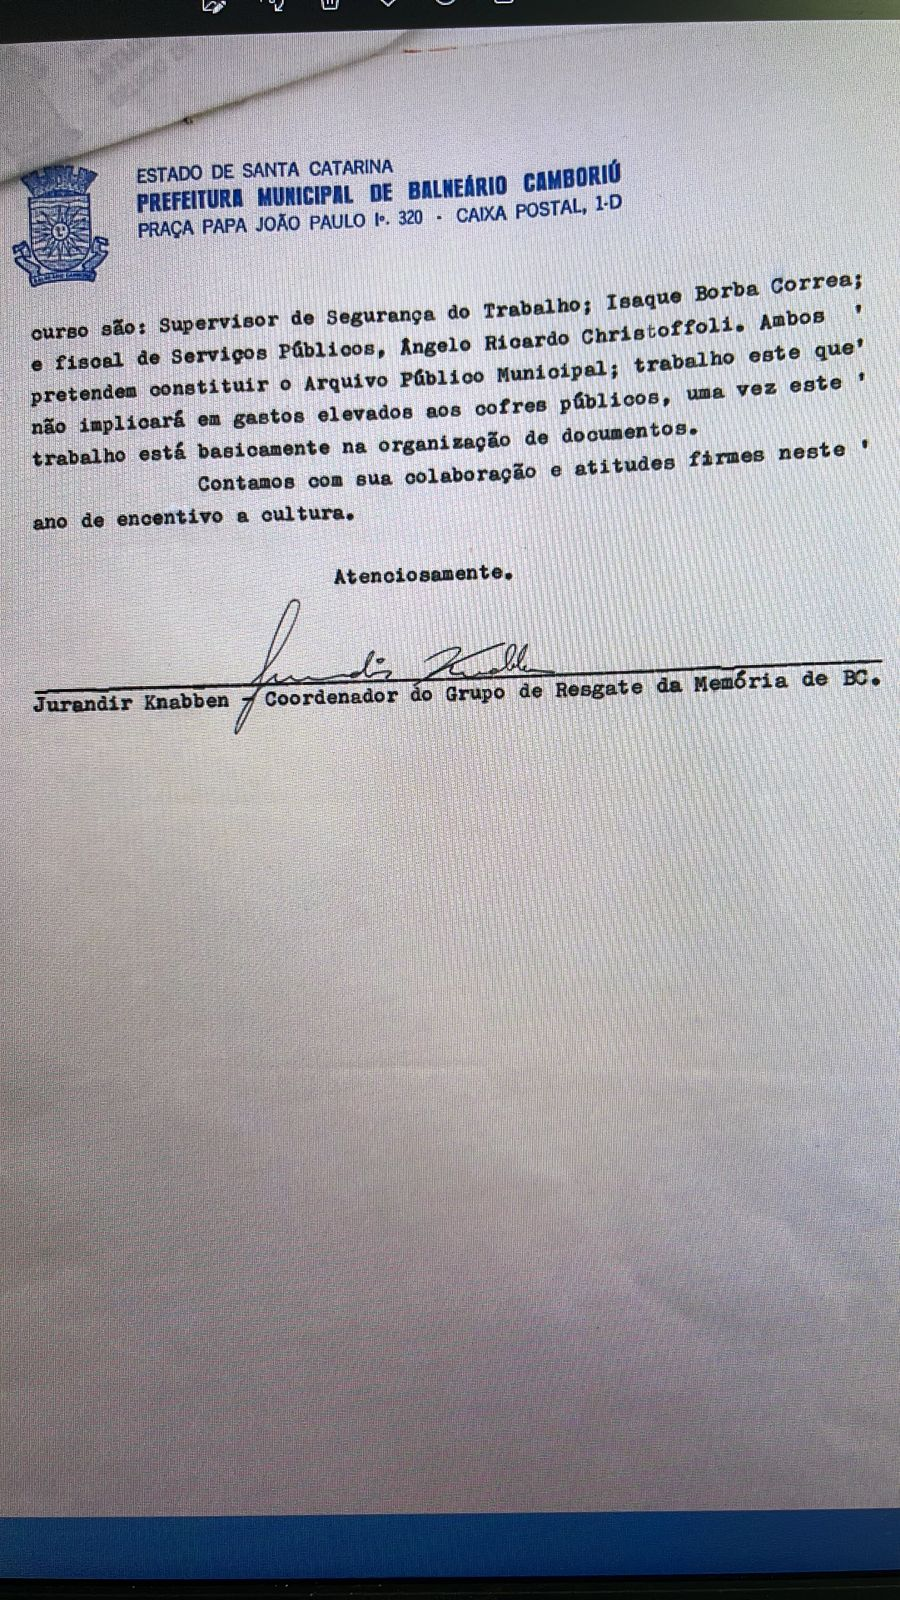 ESTADO DE SANTA CATARINA
PREFEITURA MUNICIPAL DE BALNEÁRIO CAMBORIÚ
PRAÇA PAPA JOÃO PAULO Iº. 320 - CAIXA POSTAL, 1-D
curso são: Supervisor de Segurança do Trabalho; Isaque Borba Correa;
e fiscal de Serviços Públicos, Ângelo Ricardo Christoffoli. Ambos '
pretendem constituir o Arquivo Público Municipal; trabalho este que'
não implicará em gastos elevados aos cofres públicos, uma vez este '
trabalho está basicamente na organização de documentos.
Contamos com sua colaboração e atitudes firmes neste '
ano de encentivo a cultura.
Atenciosamente.
Jurandir Knabben
Jurandir Knabben - Coordenador do Grupo de Resgate da Memória de BC.